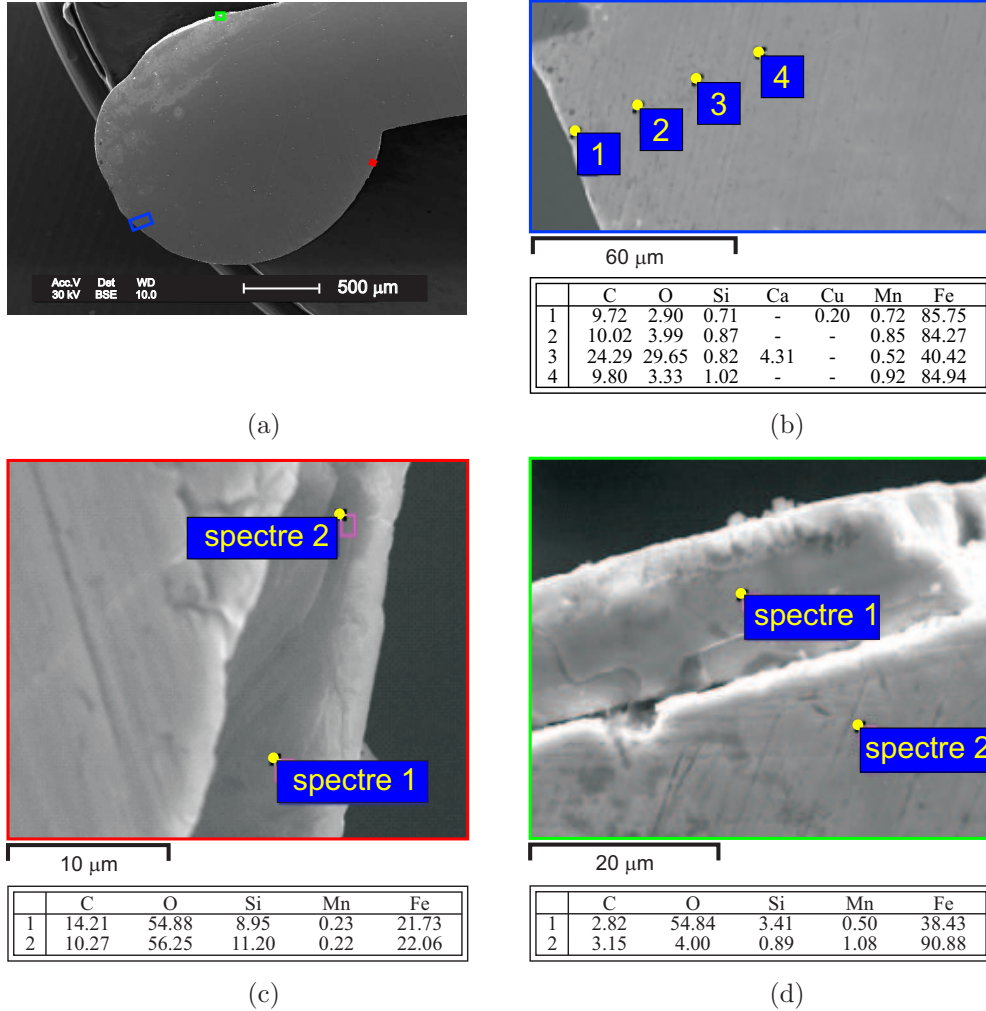 Acc.V Det WD
30 kV BSE 10.0
500 μm
1
2
3
4
60 μm
C O Si Ca Cu Mn Fe
1 9.72 2.90 0.71 - 0.20 0.72 85.75
2 10.02 3.99 0.87 - - 0.85 84.27
3 24.29 29.65 0.82 4.31 - 0.52 40.42
4 9.80 3.33 1.02 - - 0.92 84.94
(a)
(b)
spectre 2
spectre 1
10 μm
C O Si Mn Fe
1 14.21 54.88 8.95 0.23 21.73
2 10.27 56.25 11.20 0.22 22.06
(c)
spectre 1
spectre 2
20 μm
C O Si Mn Fe
1 2.82 54.84 3.41 0.50 38.43
2 3.15 4.00 0.89 1.08 90.88
(d)